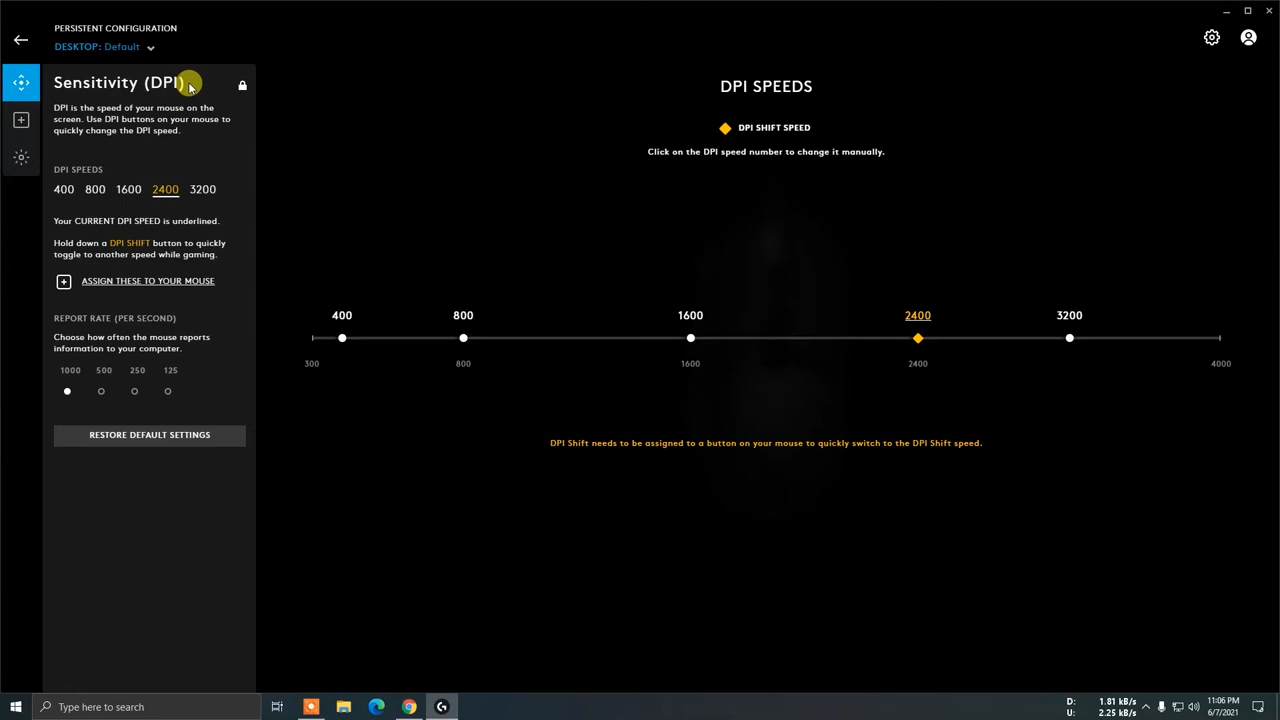 PERSISTENT CONFIGURATION
DESKTOP: Default
Sensitivity (DPI)
DPI is the speed of your mouse on the
screen. Use DPI buttons on your mouse to
quickly change the DPI speed.
DPI SPEEDS
400 800 1600 2400 3200
Your CURRENT DPI SPEED is underlined.
Hold down a DPI SHIFT button to quickly
toggle to another speed while gaming.
ASSIGN THESE TO YOUR MOUSE
REPORT RATE (PER SECOND)
Choose how often the mouse reports
information to your computer.
1000 500 250 125
RESTORE DEFAULT SETTINGS
DPI SPEEDS
DPI SHIFT SPEED
Click on the DPI speed number to change it manually.
400 800 1600 2400 3200
300 800 1600 2400 4000
DPI Shift needs to be assigned to a button on your mouse to quickly switch to the DPI Shift speed.
Type here to search
D: 1.81 kB/s
U: 2.25 kB/s
11:06 PM
6/7/2021